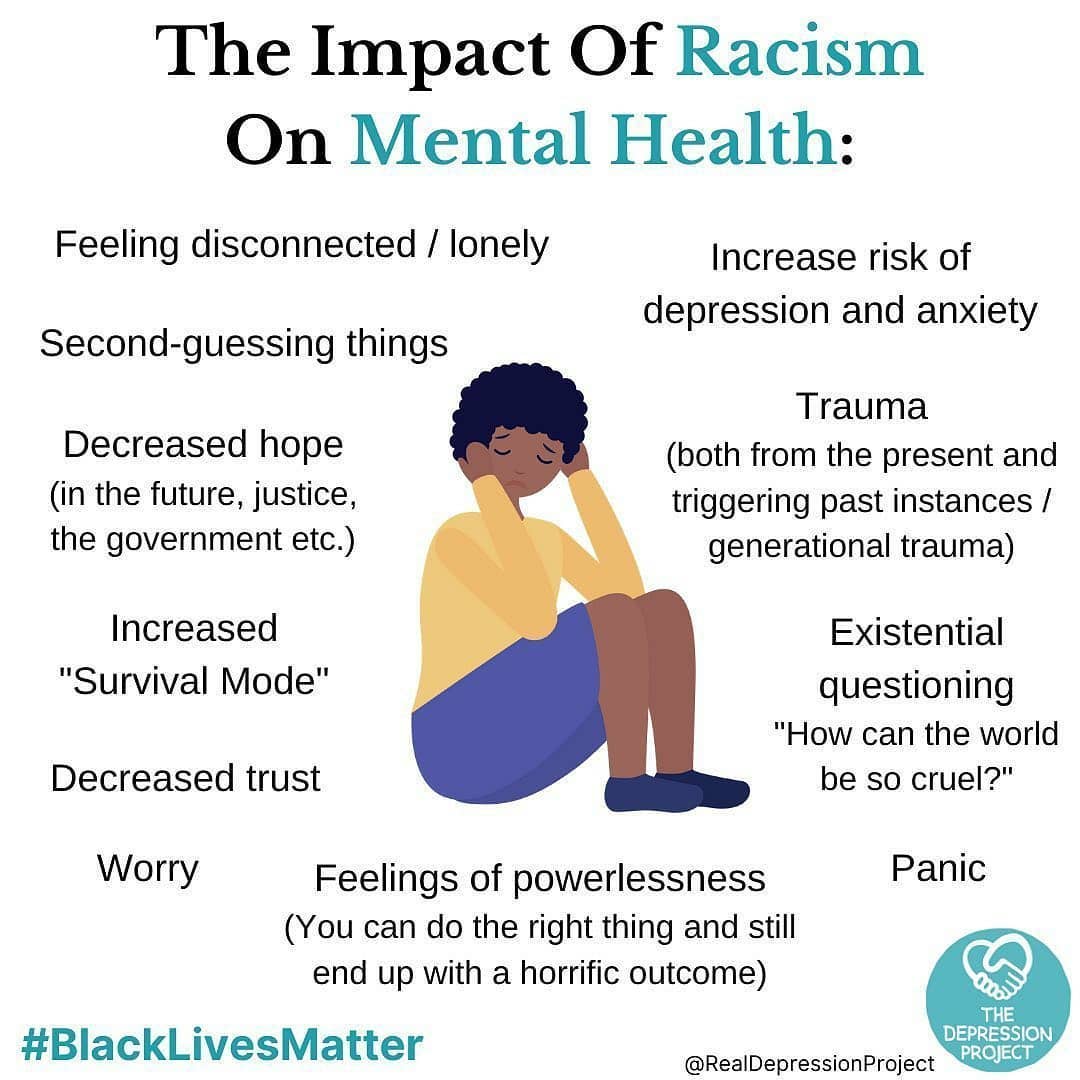 The Impact Of Racism
On Mental Health:
Feeling disconnected / lonely
Second-guessing things
Decreased hope
(in the future, justice,
the government etc.)
Increased
"Survival Mode"
Decreased trust
Worry
Increase risk of
depression and anxiety
Trauma
(both from the present and
triggering past instances /
generational trauma)
Existential
questioning
"How can the world
be so cruel?"
Panic
Feelings of powerlessness
(You can do the right thing and still
end up with a horrific outcome)
#BlackLivesMatter
@RealDepressionProject
THE
DEPRESSION
PROJECT